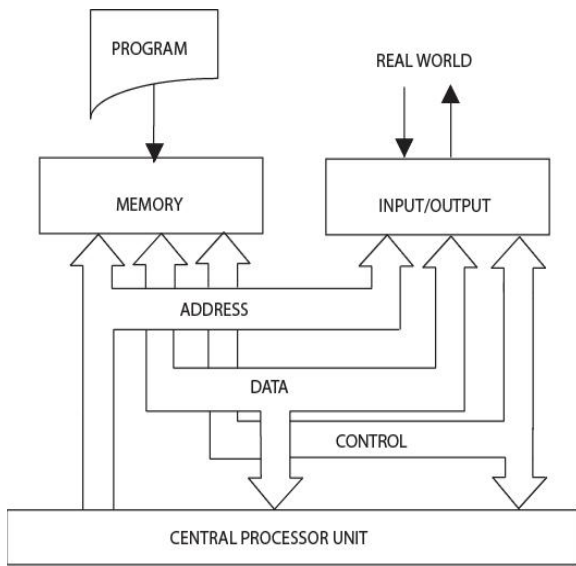 PROGRAM
REAL WORLD
MEMORY
INPUT/OUTPUT
ADDRESS
DATA
CONTROL
CENTRAL PROCESSOR UNIT